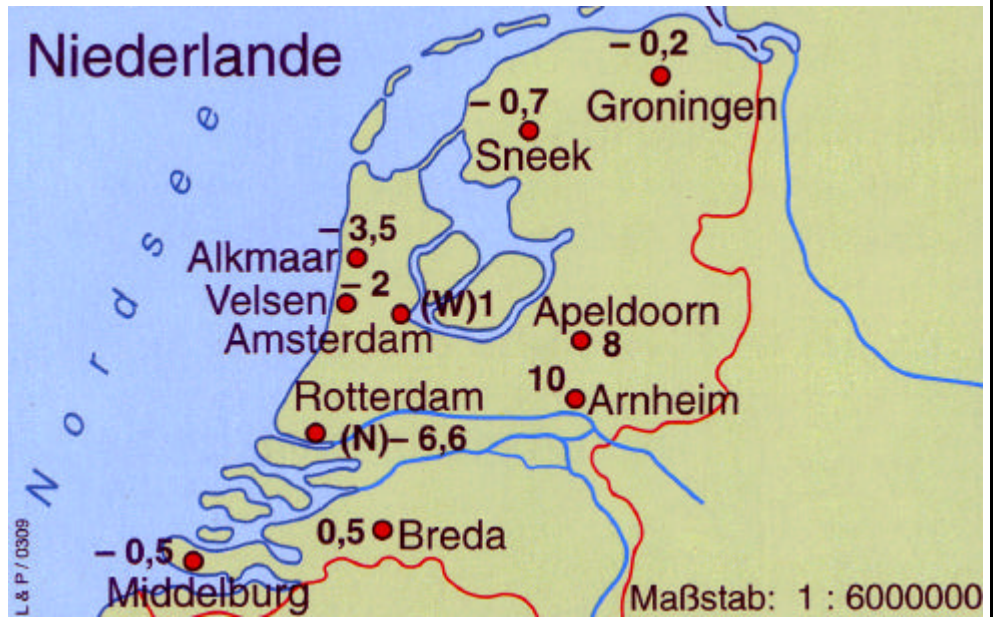 Niederlande
– 0,2
Groningen
– 0,7
Sneek
Nordsee
– 3,5
Alkmaar
Velsen – 2
(W)1
Amsterdam
Apeldoorn
8
10
Arnheim
Rotterdam
(N)– 6,6
0,5 Breda
– 0,5
Middelburg
L & P / 0309
Maßstab: 1 : 6000000